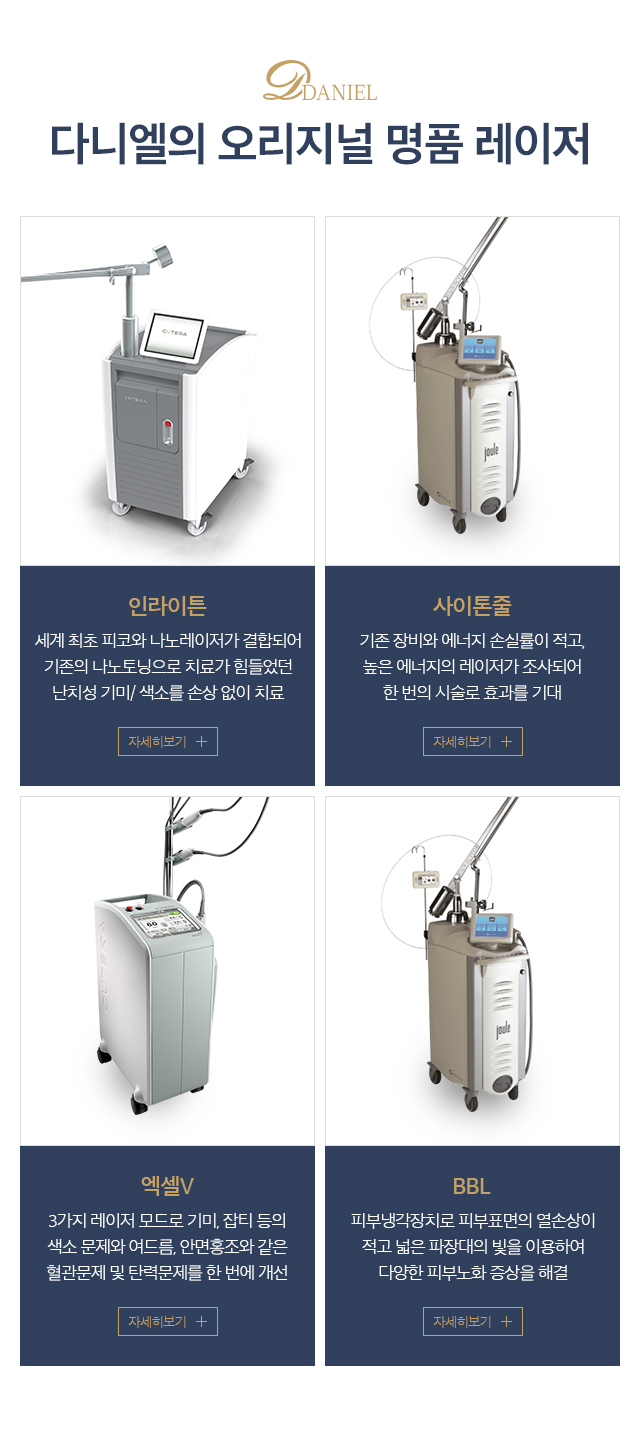 DANIEL
다니엘의 오리지널 명품 레이저
CUTERA
CUTERA
joule
인라이튼
세계 최초 피코와 나노레이저가 결합되어
기존의 나노토닝으로 치료가 힘들었던
난치성 기미/ 색소를 손상 없이 치료
자세히보기 +
사이톤줄
기존 장비와 에너지 손실률이 적고,
높은 에너지의 레이저가 조사되어
한 번의 시술로 효과를 기대
자세히보기 +
60
joule
엑셀V
3가지 레이저 모드로 기미, 잡티 등의
색소 문제와 여드름, 안면홍조와 같은
혈관문제 및 탄력문제를 한 번에 개선
자세히보기 +
BBL
피부냉각장치로 피부표면의 열손상이
적고 넓은 파장대의 빛을 이용하여
다양한 피부노화 증상을 해결
자세히보기 +